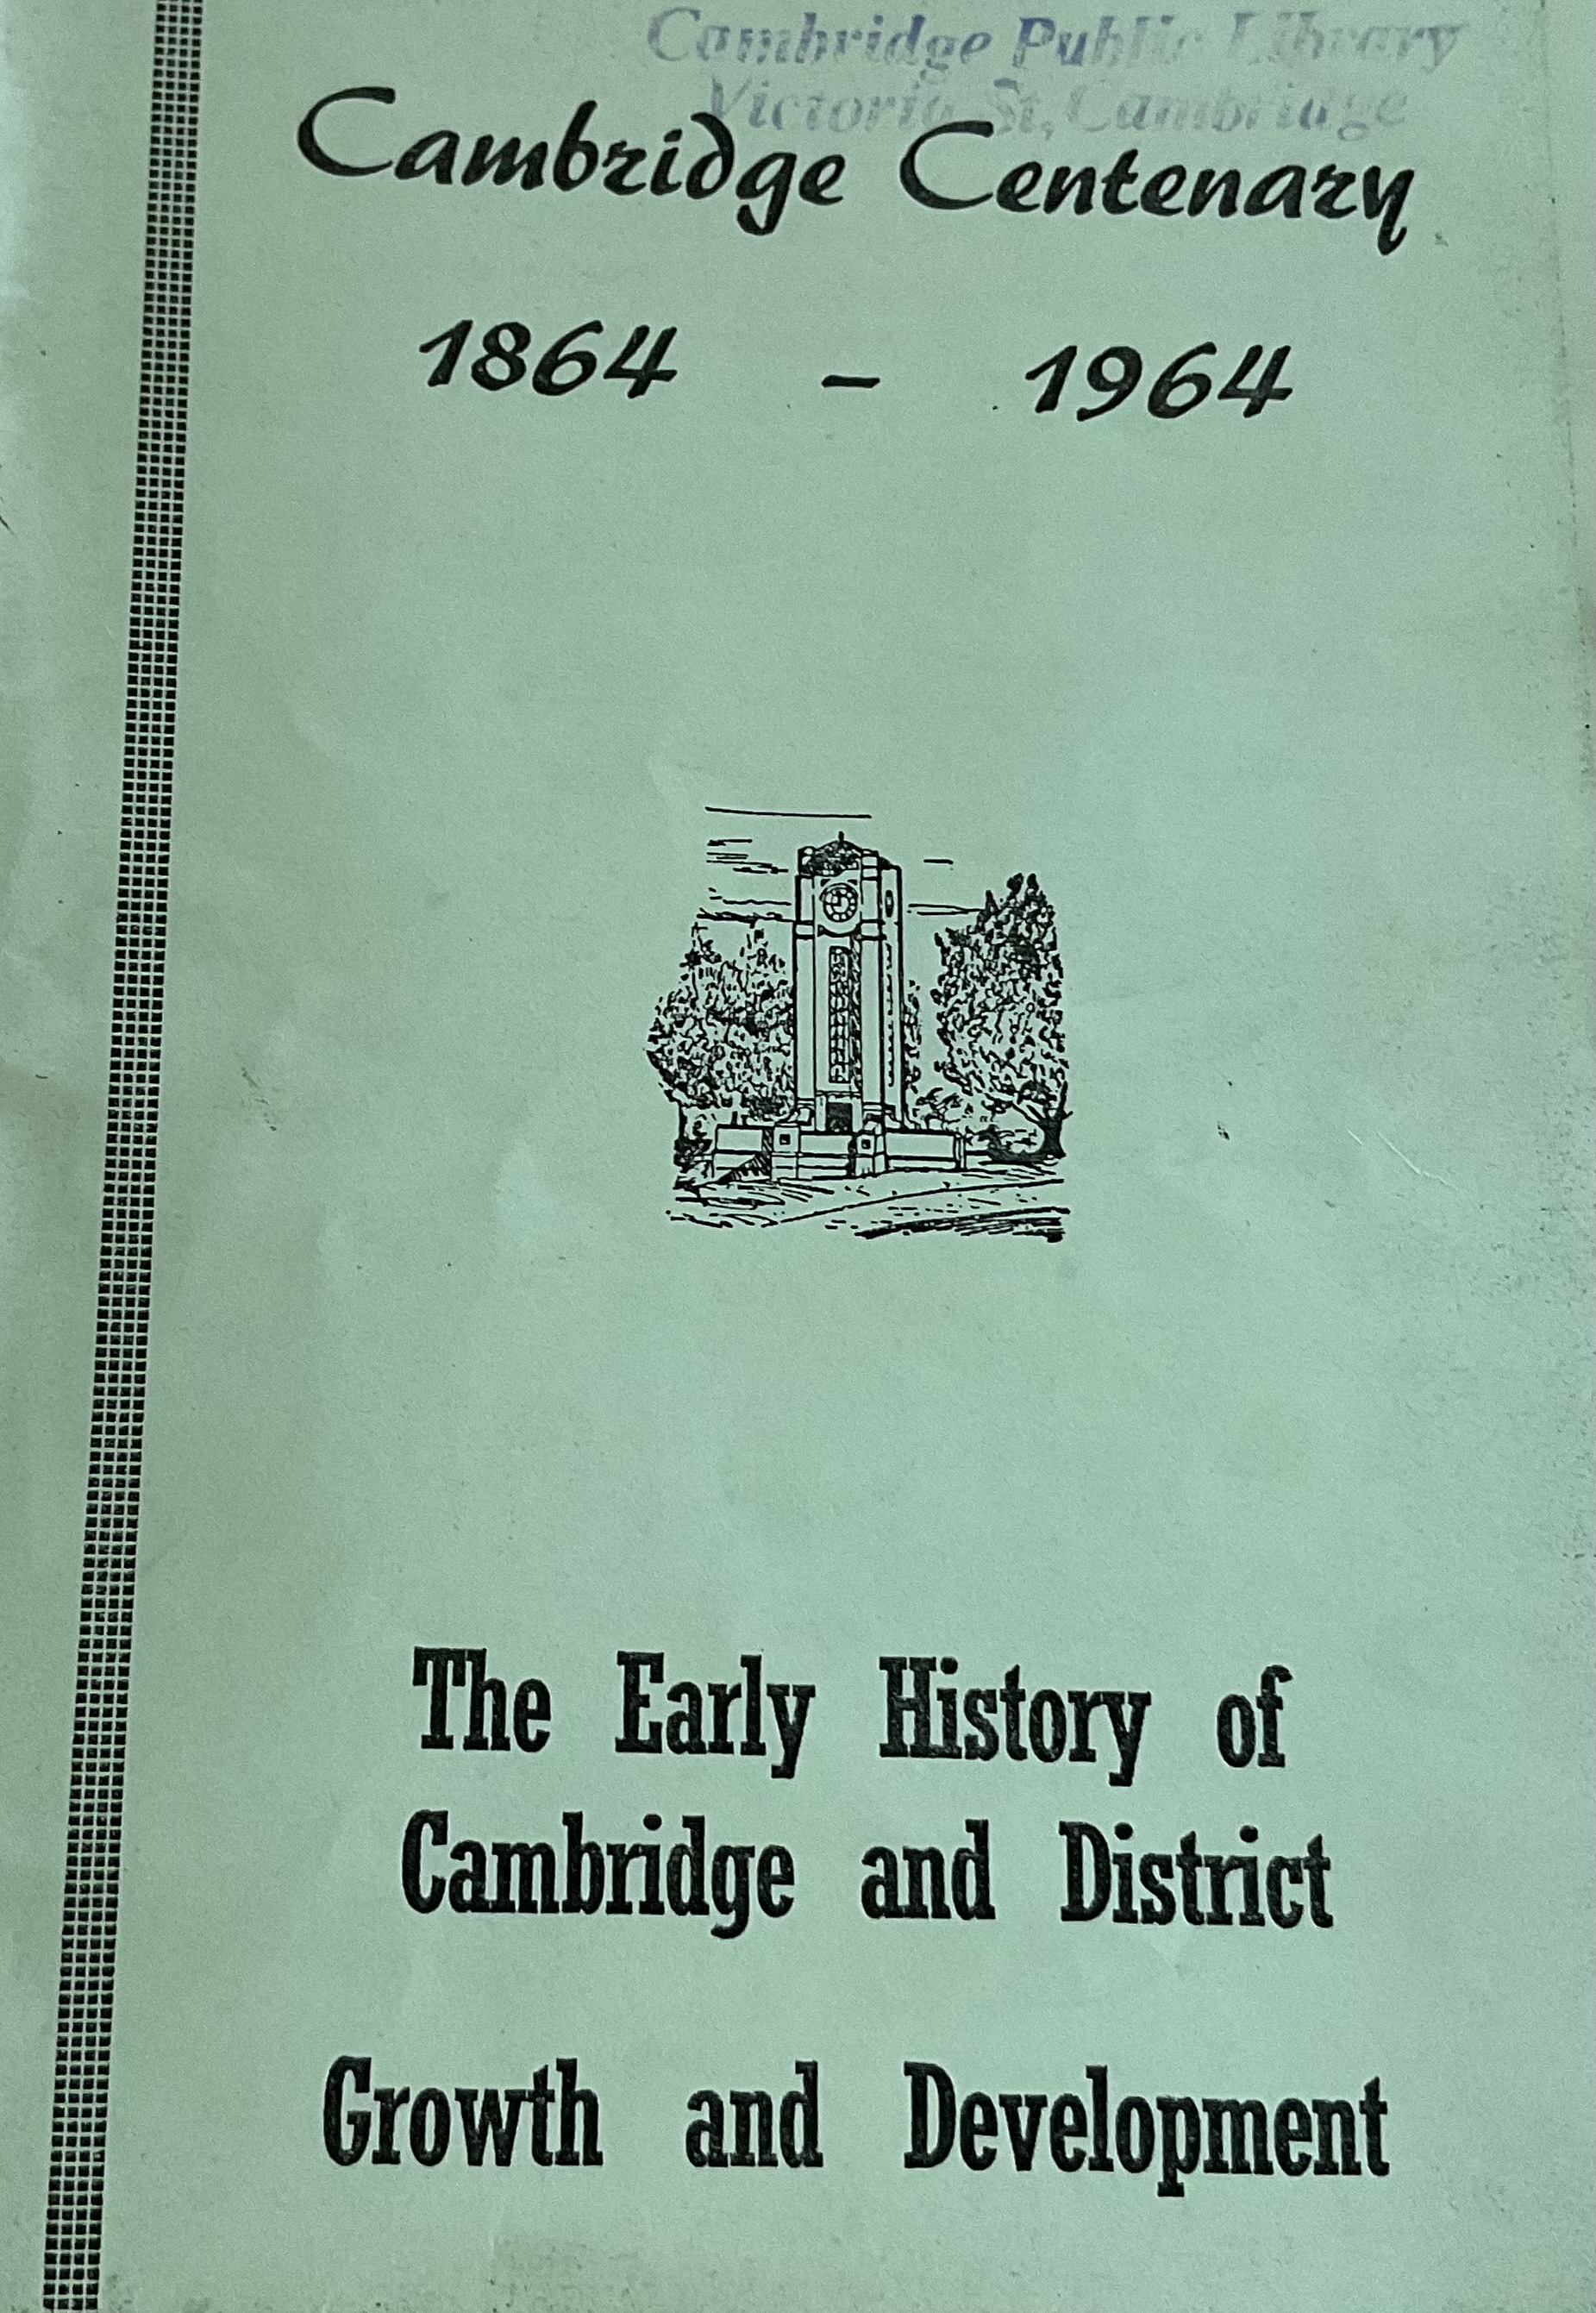 Cambridge Public Library
Victoria St, Cambridge
Cambridge Centenary
1864 - 1964
The Early History of
Cambridge and District
Growth and Development